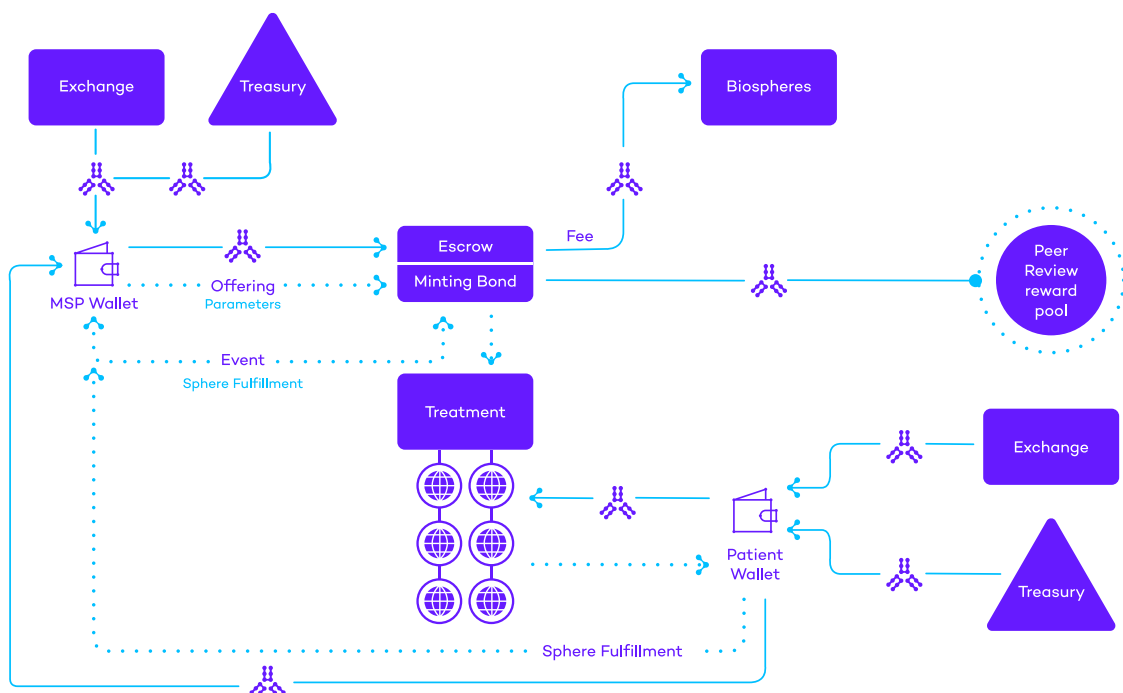 Exchange
Treasury
Biospheres
Fee
Escrow
Minting Bond
MSP Wallet
Offering
Parameters
Peer
Review
reward
pool
Event
Sphere Fulfillment
Treatment
Exchange
Patient
Wallet
Treasury
Sphere Fulfillment